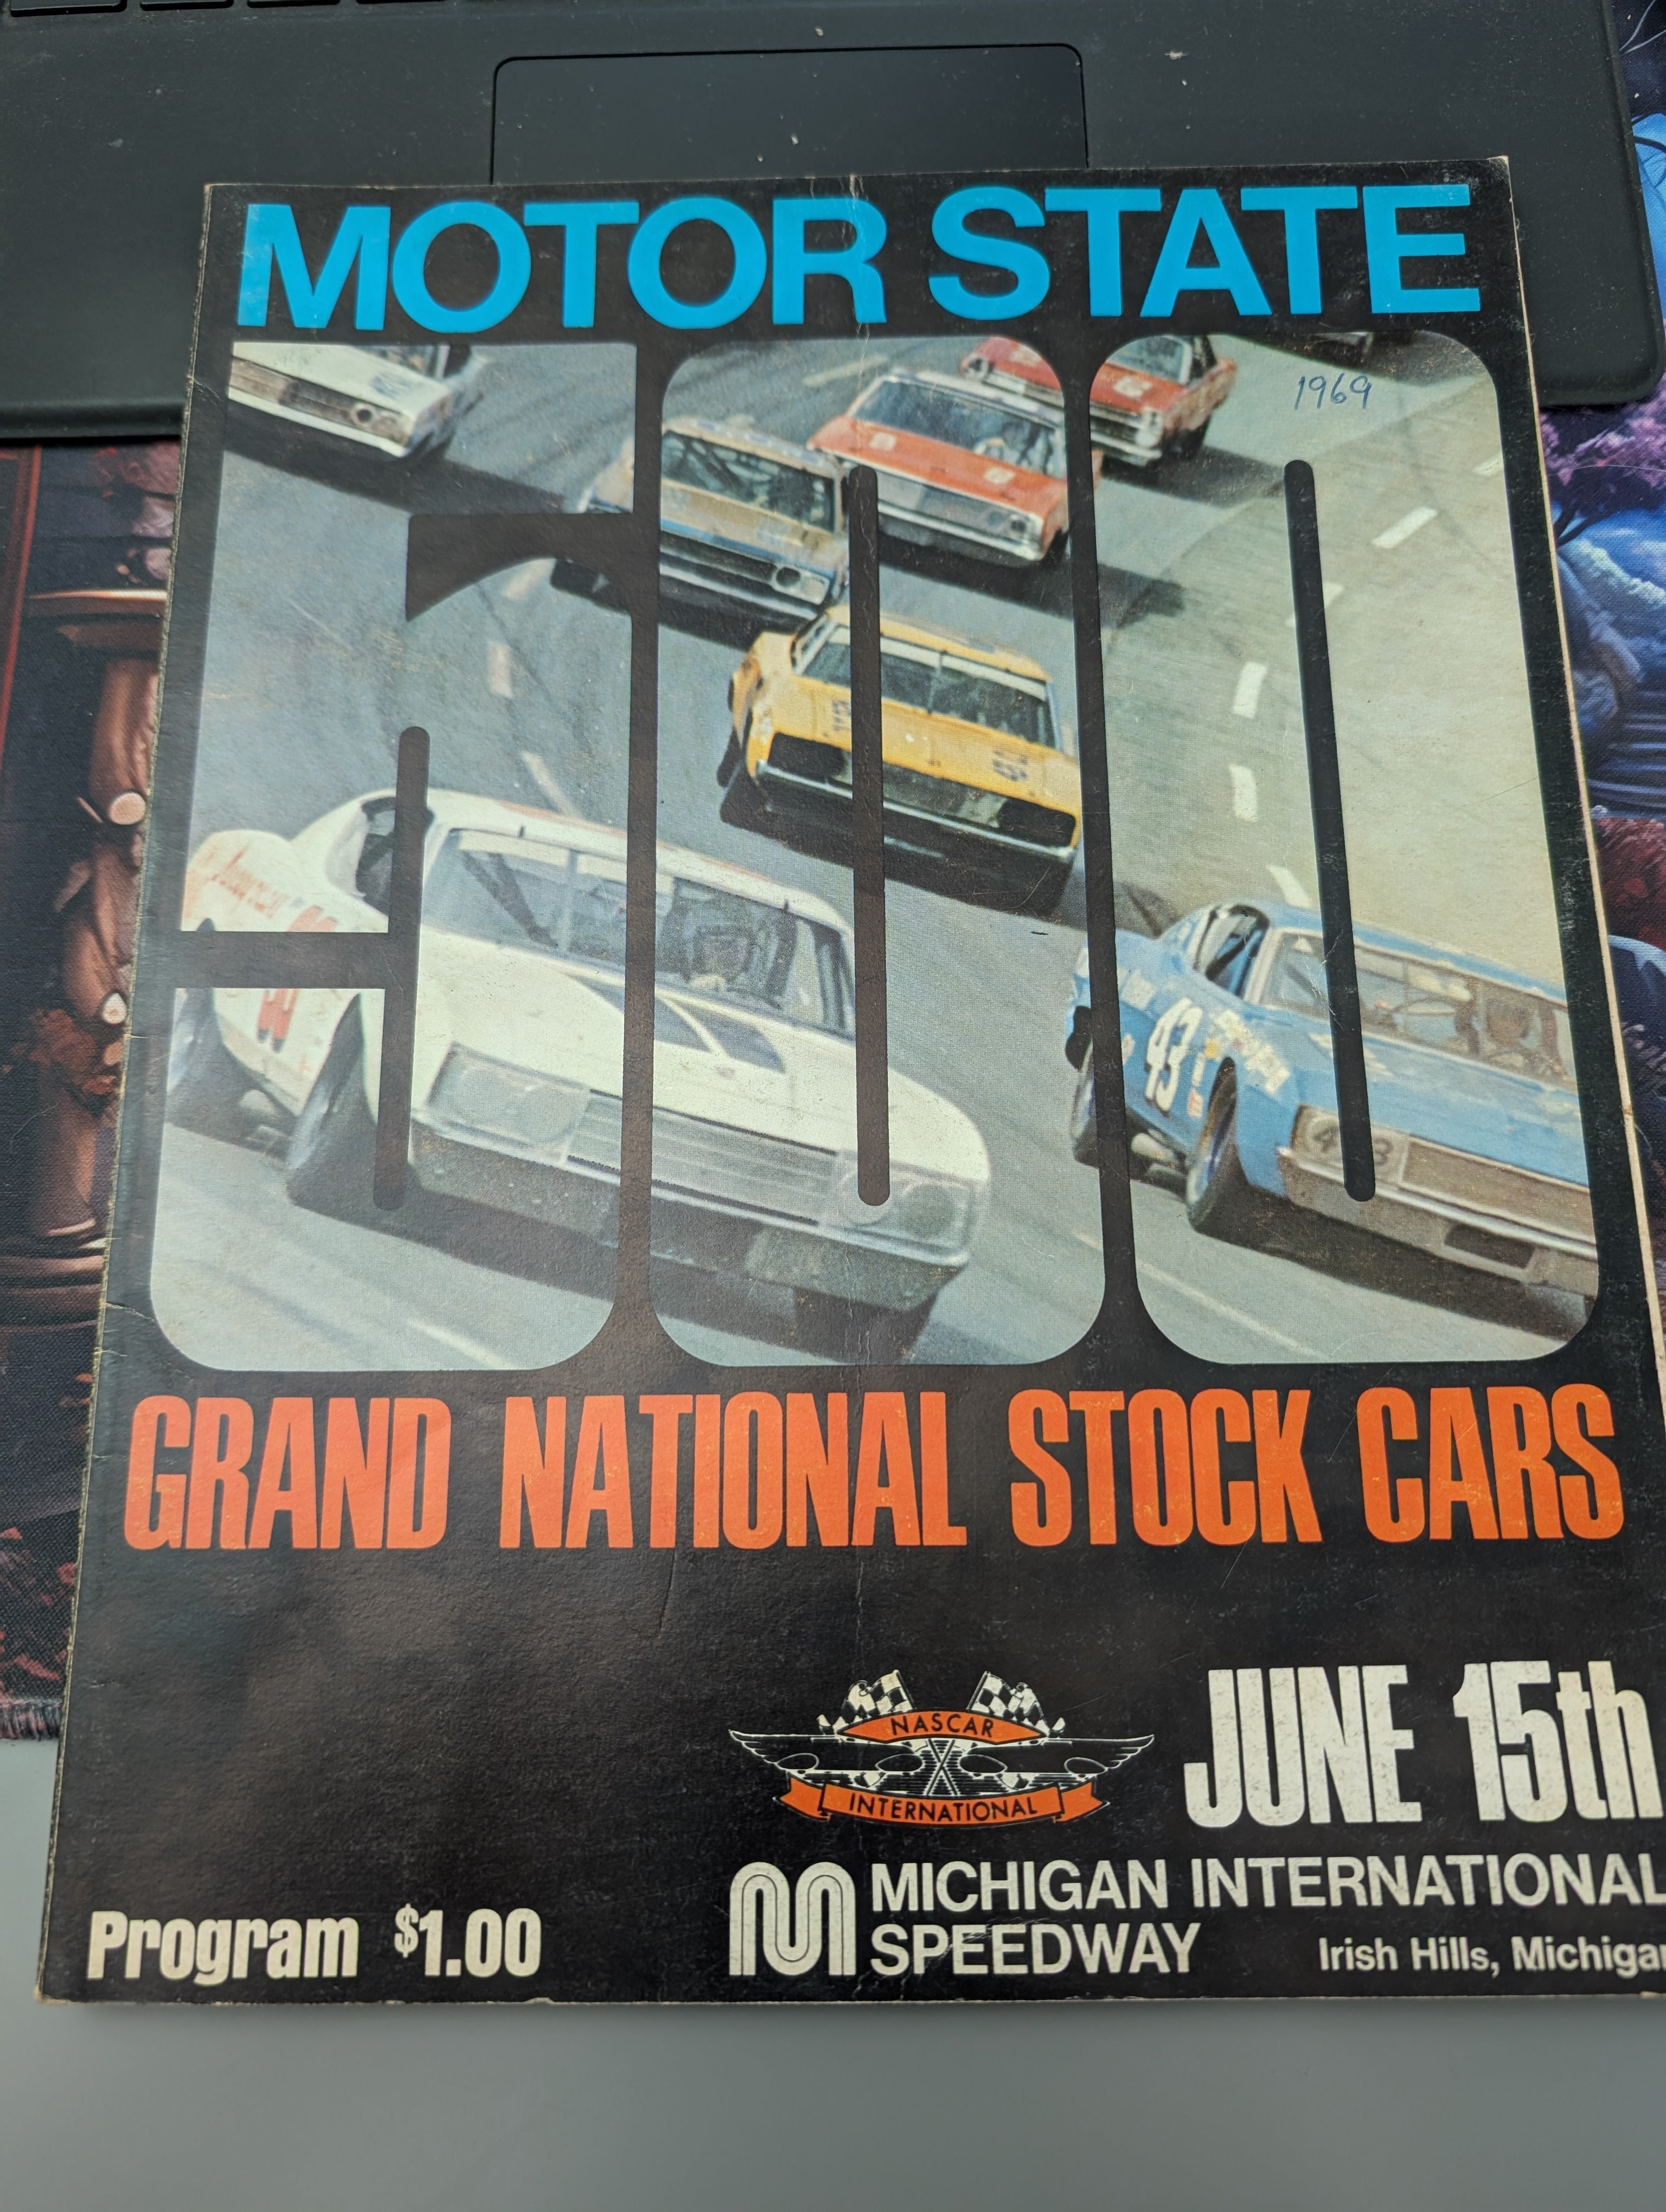 MOTOR STATE
500
1969
43
43
GRAND NATIONAL STOCK CARS
NASCAR
INTERNATIONAL
JUNE 15th
MICHIGAN INTERNATIONAL
SPEEDWAY
Irish Hills, Michigan
Program $1.00